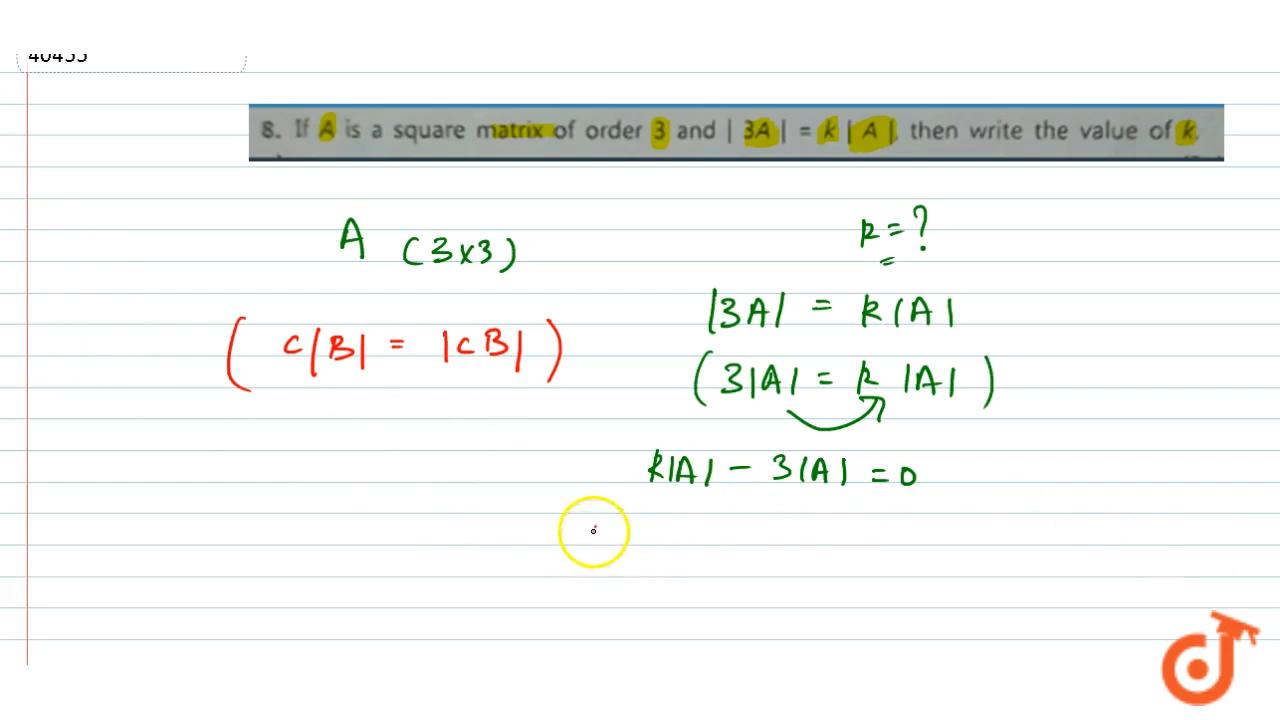 40455
8. If A is a square matrix of order 3 and | 3A | = k | A |, then write the value of k.
A (3x3)
k = ?
|3A| = k|A|
( C|B| = |CB| )
( 3|A| = k |A| )
k|A| - 3|A| = 0